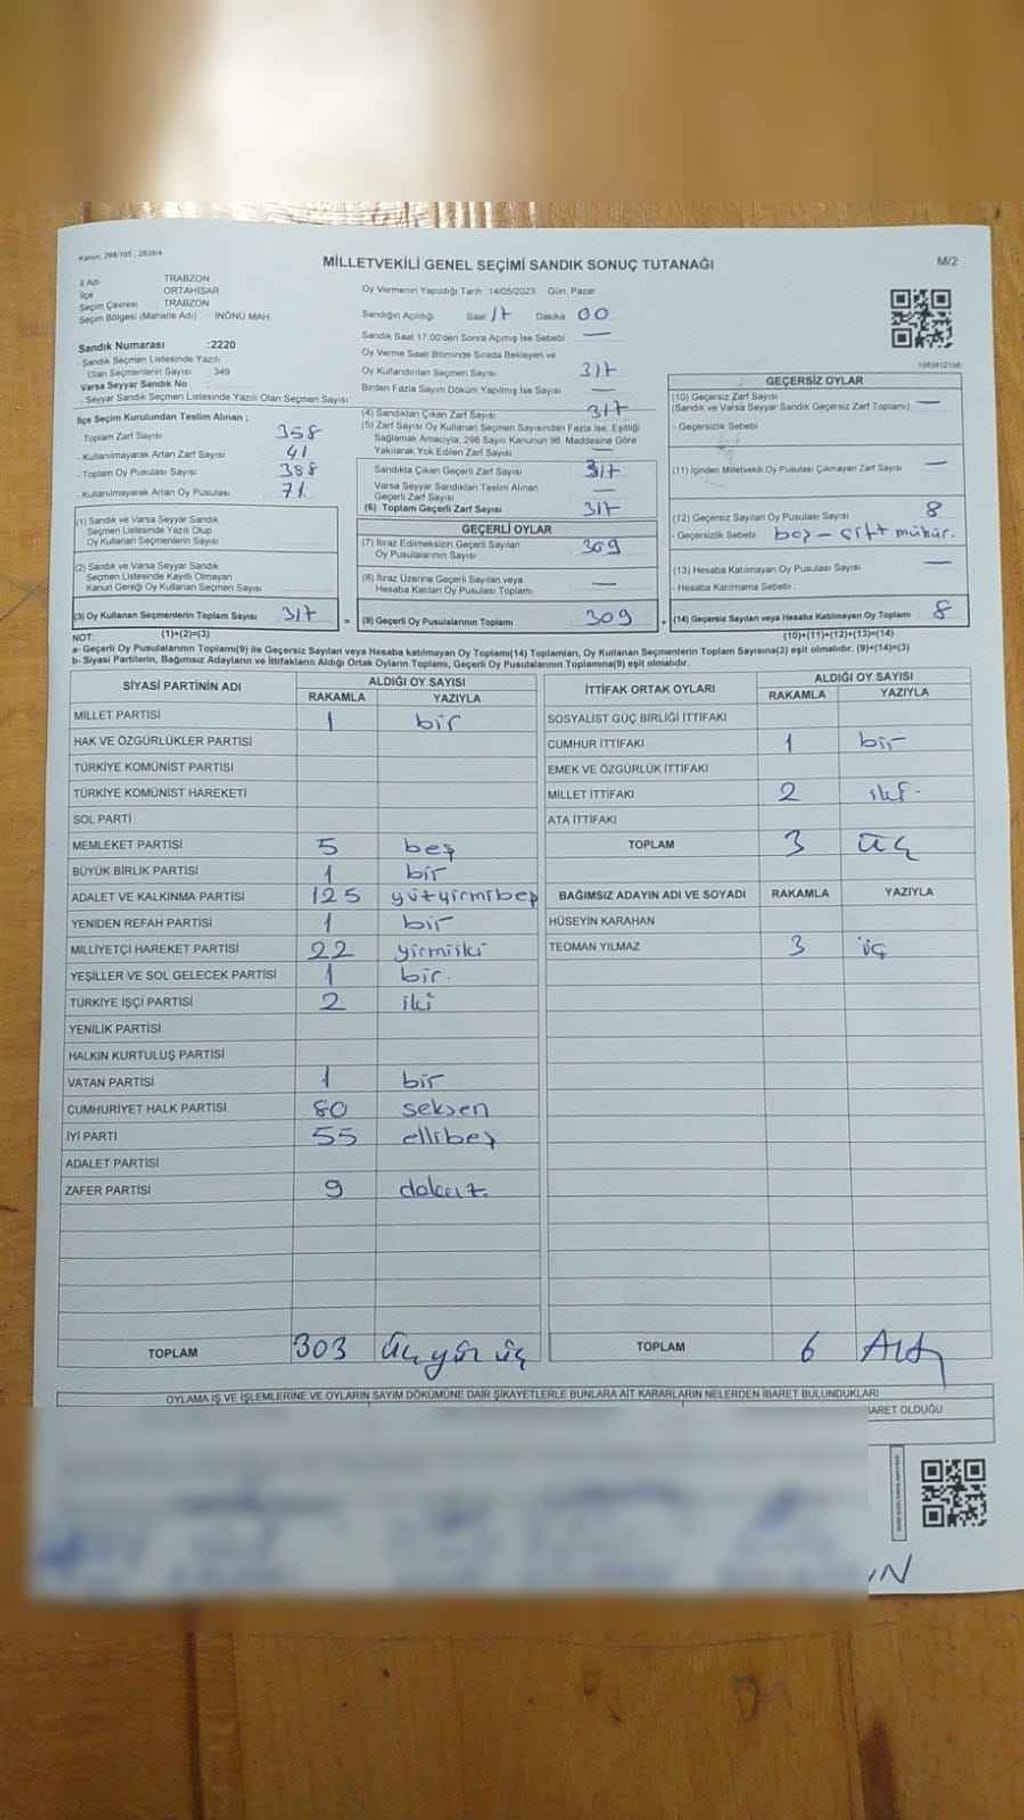 Kanun: 298/105 , 2839/4
MİLLETVEKİLİ GENEL SEÇİMİ SANDIK SONUÇ TUTANAĞI
M/2
İl Adı : TRABZON
İlçe : ORTAHİSAR
Seçim Çevresi : TRABZON
Seçim Bölgesi (Mahalle Adı) : İNÖNÜ MAH.
Sandık Numarası :2220
- Sandık Seçmen Listesinde Yazılı
Olan Seçmenlerin Sayısı : 349
Varsa Seyyar Sandık No :
- Seyyar Sandık Seçmen Listesinde Yazılı Olan Seçmen Sayısı:
İlçe Seçim Kurulundan Teslim Alınan ;
- Toplam Zarf Sayısı 358
- Kullanılmayarak Artan Zarf Sayısı 41
- Toplam Oy Pusulası Sayısı 388
- Kullanılmayarak Artan Oy Pusulası 71
(1) Sandık ve Varsa Seyyar Sandık
Seçmen Listesinde Yazılı Olup
Oy Kullanan Seçmenlerin Sayısı
(2) Sandık ve Varsa Seyyar Sandık
Seçmen Listesinde Kayıtlı Olmayan
Kanun Gereği Oy Kullanan Seçmen Sayısı
(3) Oy Kullanan Seçmenlerin Toplam Sayısı 317
Oy Vermenin Yapıldığı Tarih : 14/05/2023 Gün: Pazar
Sandığın Açıldığı Saat 17 Dakika 00
Sandık Saat 17:00'den Sonra Açılmış İse Sebebi —
Oy Verme Saati Bitiminde Sırada Bekleyen ve
Oy Kullandırılan Seçmen Sayısı 317
Birden Fazla Sayım Döküm Yapılmış İse Sayısı —
(4) Sandıktan Çıkan Zarf Sayısı 317
(5) Zarf Sayısı Oy Kullanan Seçmen Sayısından Fazla İse, Eşitliği
Sağlamak Amacıyla, 298 Sayılı Kanunun 98. Maddesine Göre
Yakılarak Yok Edilen Zarf Sayısı —
Sandıkta Çıkan Geçerli Zarf Sayısı 317
Varsa Seyyar Sandıktan Teslim Alınan
Geçerli Zarf Sayısı —
(6) Toplam Geçerli Zarf Sayısı 317
GEÇERLİ OYLAR
(7) İtiraz Edilmeksizin Geçerli Sayılan
Oy Pusulalarının Sayısı 309
(8) İtiraz Üzerine Geçerli Sayılan veya
Hesaba Katılan Oy Pusulası Toplamı —
= (9) Geçerli Oy Pusulalarının Toplamı 309
GEÇERSİZ OYLAR
(10) Geçersiz Zarf Sayısı
(Sandık ve Varsa Seyyar Sandık Geçersiz Zarf Toplamı) —
- Geçersizlik Sebebi
(11) İçinden Milletvekili Oy Pusulası Çıkmayan Zarf Sayısı —
(12) Geçersiz Sayılan Oy Pusulası Sayısı 8
- Geçersizlik Sebebi boş - çift mühür.
(13) Hesaba Katılmayan Oy Pusulası Sayısı —
- Hesaba Katılmama Sebebi
+ (14) Geçersiz Sayılan veya Hesaba Katılmayan Oy Toplamı 8
NOT: (1)+(2)=(3)
(10)+(11)+(12)+(13)=(14)
a- Geçerli Oy Pusulalarının Toplamı(9) ile Geçersiz Sayılan veya Hesaba katılmayan Oy Toplamı(14) Toplamları, Oy Kullanan Seçmenlerin Toplam Sayısına(3) eşit olmalıdır. (9)+(14)=(3)
b- Siyasi Partilerin, Bağımsız Adayların ve İttifakların Aldığı Ortak Oyların Toplamı, Geçerli Oy Pusulalarının Toplamına(9) eşit olmalıdır.
SİYASİ PARTİNİN ADI ALDIĞI OY SAYISI
RAKAMLA YAZIYLA
MİLLET PARTİSİ 1 bir
HAK VE ÖZGÜRLÜKLER PARTİSİ
TÜRKİYE KOMÜNİST PARTİSİ
TÜRKİYE KOMÜNİST HAREKETİ
SOL PARTİ
MEMLEKET PARTİSİ 5 beş
BÜYÜK BİRLİK PARTİSİ 1 bir
ADALET VE KALKINMA PARTİSİ 125 yüzyirmibeş
YENİDEN REFAH PARTİSİ 1 bir
MİLLİYETÇİ HAREKET PARTİSİ 22 yirmiiki
YEŞİLLER VE SOL GELECEK PARTİSİ 1 bir.
TÜRKİYE İŞÇİ PARTİSİ 2 iki
YENİLİK PARTİSİ
HALKIN KURTULUŞ PARTİSİ
VATAN PARTİSİ 1 bir
CUMHURİYET HALK PARTİSİ 80 seksen
İYİ PARTİ 55 ellibeş
ADALET PARTİSİ
ZAFER PARTİSİ 9 dokuz.
TOPLAM 303 üçyüz üç
İTTİFAK ORTAK OYLARI ALDIĞI OY SAYISI
RAKAMLA YAZIYLA
SOSYALİST GÜÇ BİRLİĞİ İTTİFAKI
CUMHUR İTTİFAKI 1 bir
EMEK VE ÖZGÜRLÜK İTTİFAKI
MİLLET İTTİFAKI 2 iki.
ATA İTTİFAKI
TOPLAM 3 üç
BAĞIMSIZ ADAYIN ADI VE SOYADI RAKAMLA YAZIYLA
HÜSEYİN KARAHAN
TEOMAN YILMAZ 3 üç
TOPLAM 6 Altı
OYLAMA İŞ VE İŞLEMLERİNE VE OYLARIN SAYIM DÖKÜMÜNE DAİR ŞİKAYETLERLE BUNLARA AİT KARARLARIN NELERDEN İBARET BULUNDUKLARI
BARET OLDUĞU